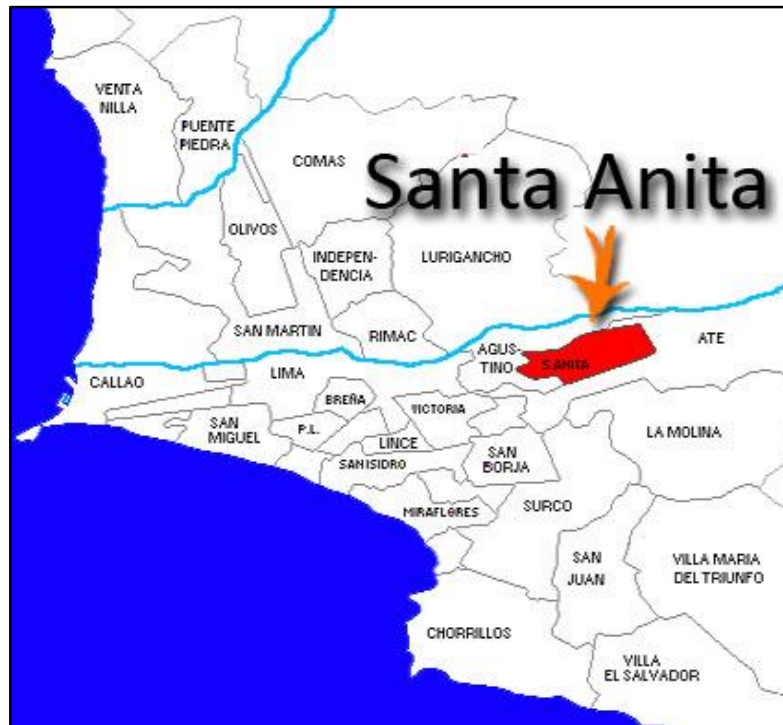 VENTA
NILLA
PUENTE
PIEDRA
COMAS
Santa Anita
OLIVOS
INDEPEN-
DENCIA
LURIGANCHO
SAN MARTIN
RIMAC
ATE
AGUS-
TINO
S.ANITA
CALLAO
LIMA
BREÑA
VICTORIA
SAN
MIGUEL
P.L.
LINCE
LA MOLINA
SAN ISIDRO
SAN
BORJA
MIRAFLORES
SURCO
SAN
JUAN
VILLA MARIA
DEL TRIUNFO
CHORRILLOS
VILLA
EL SALVADOR